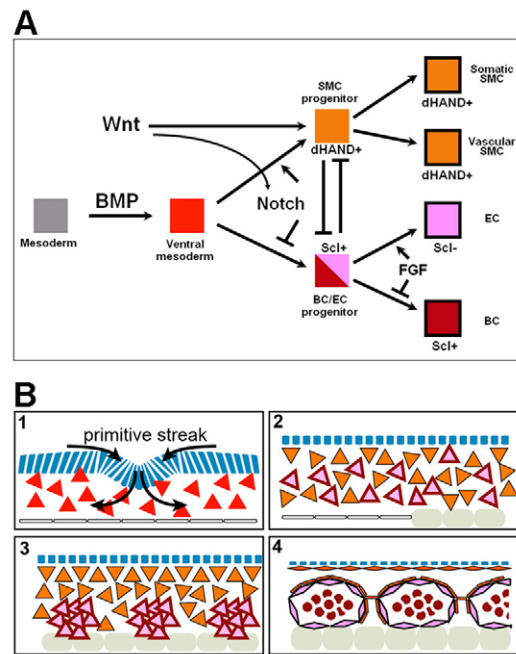 A
Somatic
SMC
dHAND+
SMC
progenitor
dHAND+
Wnt
Vascular
SMC
dHAND+
BMP
Notch
Mesoderm
Ventral
mesoderm
Scl+
BC/EC
progenitor
EC
Scl-
FGF
BC
Scl+
B
1
primitive streak
2
3
4